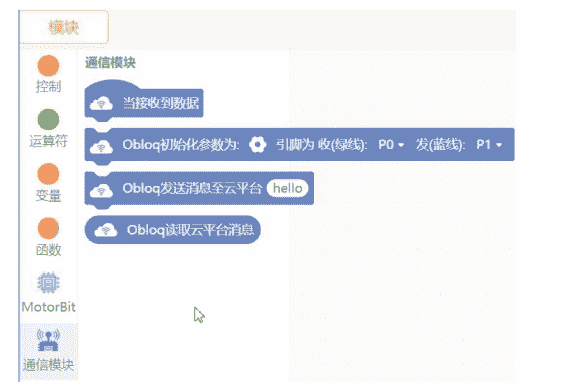 模块
通信模块
控制
当接收到数据
运算符
Obloq初始化参数为: 引脚为 收(绿线): P0 发(蓝线): P1
变量
Obloq发送消息至云平台 hello
函数
Obloq读取云平台消息
MotorBit
通信模块